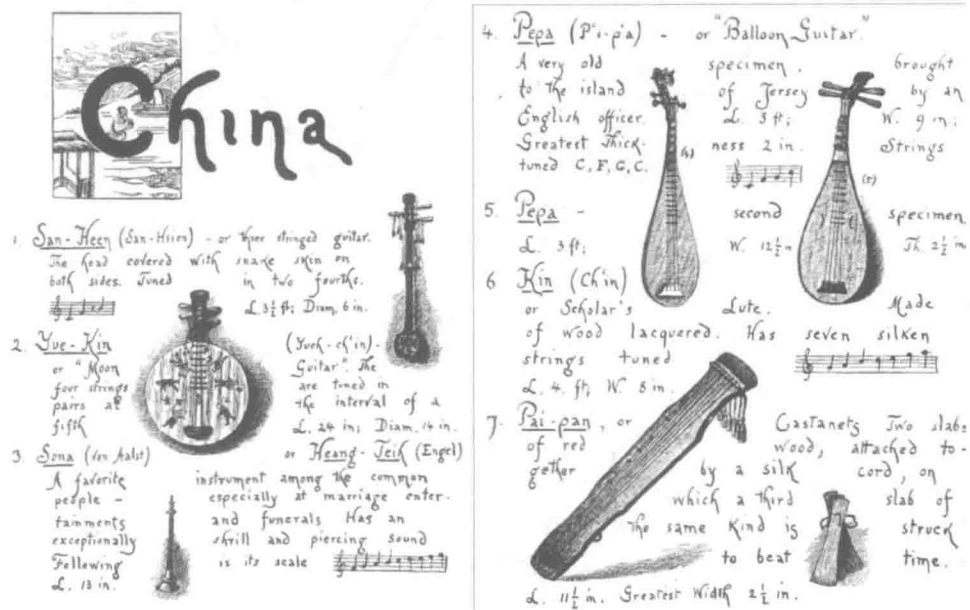 China
1. San-Heen (San-Hsien) - or three stringed guitar.
The head covered with snake skin on
both sides. Tuned in two fourths.
L. 3½ ft; Diam. 6 in.
2. Yue-Kin (Yueh-ch'in) -
or "Moon Guitar". The
four strings are tuned in
pairs at the interval of a
fifth L. 24 in; Diam. 14 in.
3. Sona (Van Aalst) or Heang-Teih (Engel)
A favorite instrument among the common
people - especially at marriage enter-
tainments and funerals Has an
exceptionally shrill and piercing sound
Following is its scale
L. 13 in.
4. Pepa (P'i-p'a) - or "Balloon Guitar."
A very old specimen, brought
to the island of Jersey by an
English officer. L. 3 ft; W. 9 in;
Greatest Thick- ness 2 in. Strings
tuned C, F, G, C.
(4)
(5)
5. Pepa - second specimen
L. 3 ft; W. 12½ in Th. 2½ in
6 Kin (Ch'in)
or Scholar's Lute. Made
of wood lacquered. Has seven silken
strings tuned
L. 4 ft; W. 8 in.
7. Pai-pan, or Castanets Two slabs
of red wood, attached to-
gether by a silk cord, on
which a third slab of
the same kind is struck
to beat time.
L. 11½ in. Greatest Width 2½ in.